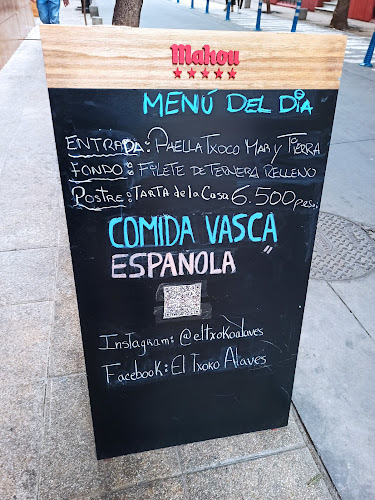 Mahou
MENÚ DEL DIA
ENTRADA: PAELLA TXOCO MAR y TIERRA
FONDO: FILETE DE TERNERA RELLENO
POSTRE: TARTA de la Casa 6.500 pesos
COMIDA VASCA
ESPANOLA "
Instagram: @eltxokoalaves
Facebook: El Txoko Alaves